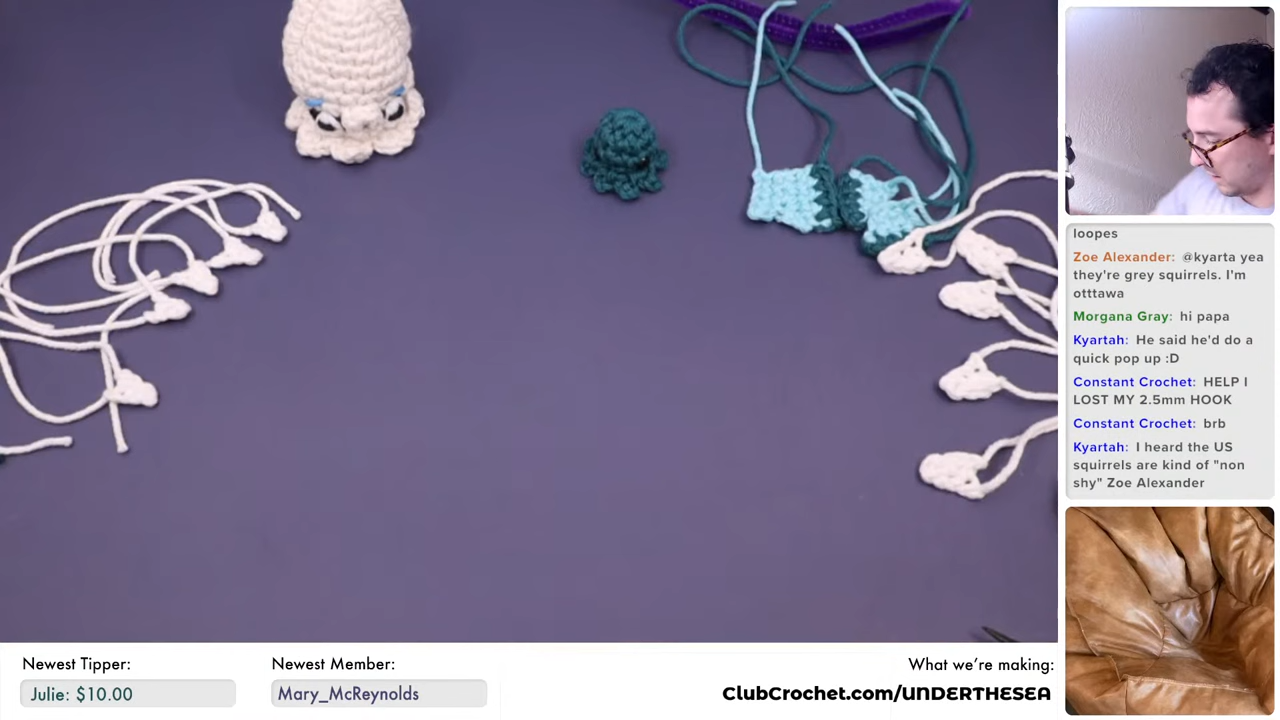 loopes
Zoe Alexander: @kyarta yea
they're grey squirrels. I'm
otttawa
Morgana Gray: hi papa
Kyartah: He said he'd do a
quick pop up :D
Constant Crochet: HELP I
LOST MY 2.5mm HOOK
Constant Crochet: brb
Kyartah: I heard the US
squirrels are kind of "non
shy" Zoe Alexander
Newest Tipper:
Julie: $10.00
Newest Member:
Mary_McReynolds
What we're making:
ClubCrochet.com/UNDERTHESEA